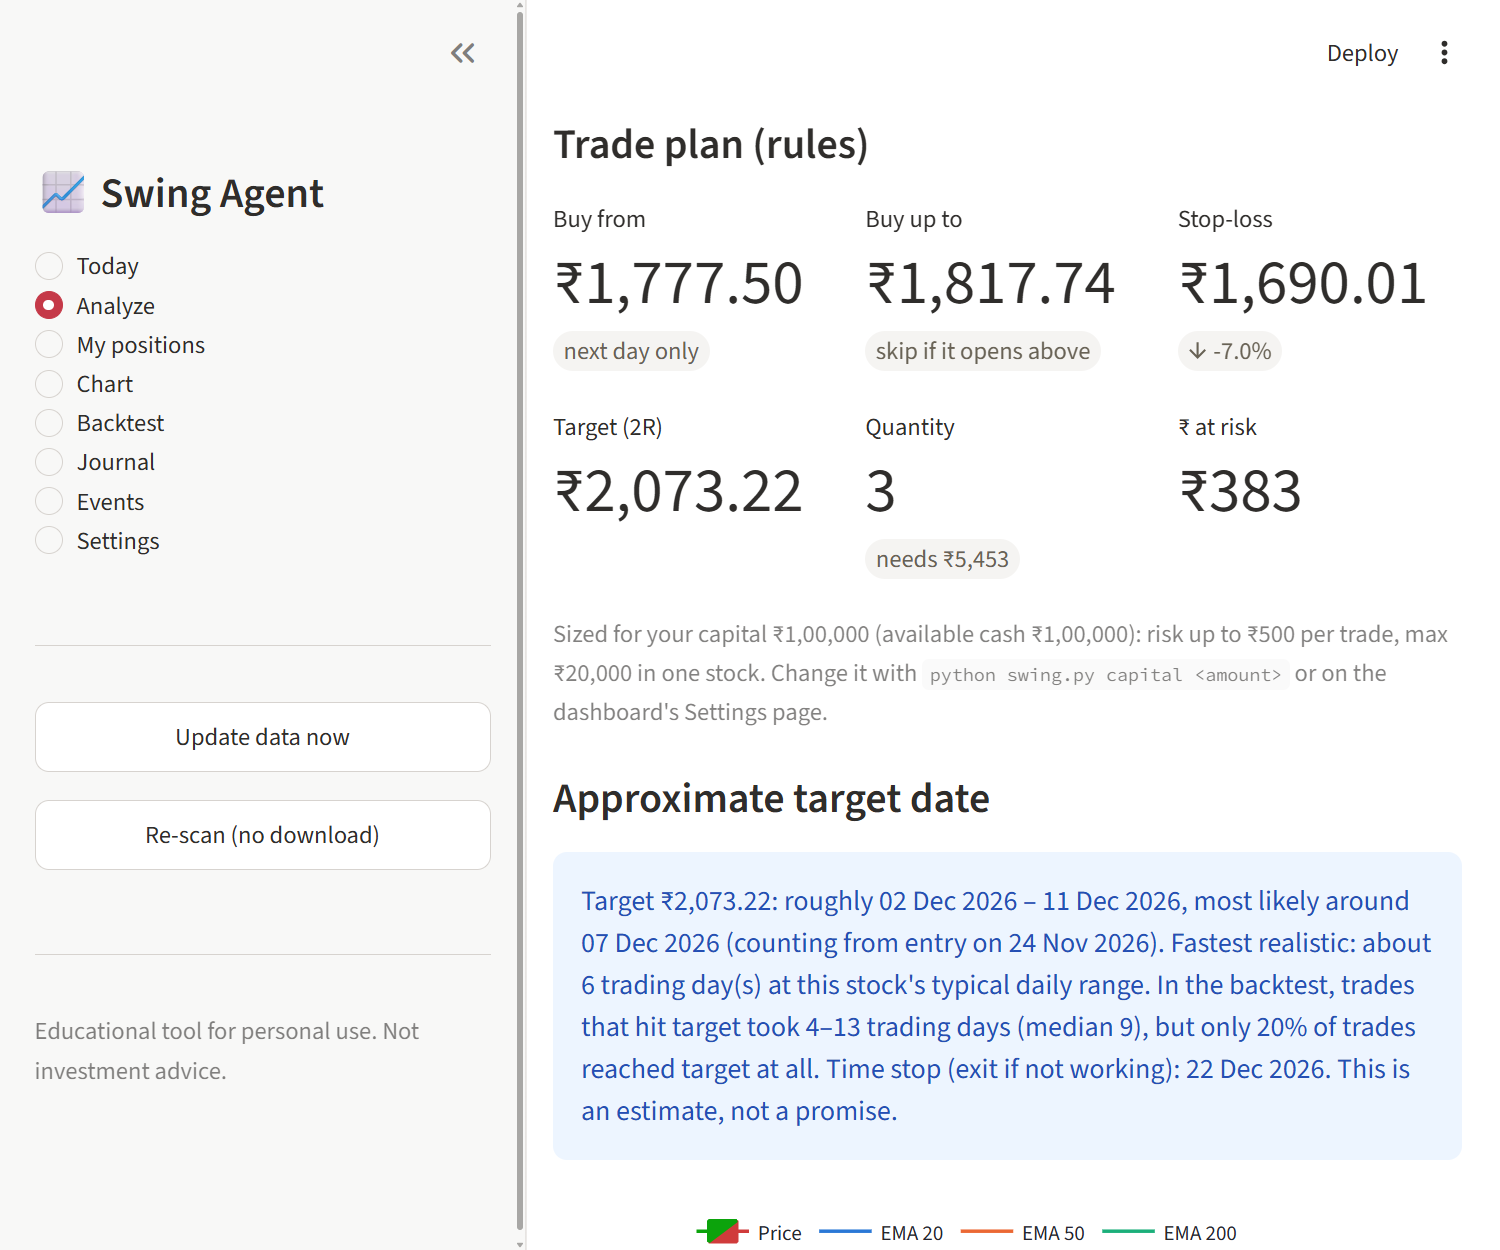 Deploy
Swing Agent
Today
Analyze
My positions
Chart
Backtest
Journal
Events
Settings
Update data now
Re-scan (no download)
Educational tool for personal use. Not
investment advice.
Trade plan (rules)
Buy from
₹1,777.50
next day only
Buy up to
₹1,817.74
skip if it opens above
Stop-loss
₹1,690.01
↓ -7.0%
Target (2R)
₹2,073.22
Quantity
3
needs ₹5,453
₹ at risk
₹383
Sized for your capital ₹1,00,000 (available cash ₹1,00,000): risk up to ₹500 per trade, max
₹20,000 in one stock. Change it with python swing.py capital <amount> or on the
dashboard's Settings page.
Approximate target date
Target ₹2,073.22: roughly 02 Dec 2026 – 11 Dec 2026, most likely around
07 Dec 2026 (counting from entry on 24 Nov 2026). Fastest realistic: about
6 trading day(s) at this stock's typical daily range. In the backtest, trades
that hit target took 4–13 trading days (median 9), but only 20% of trades
reached target at all. Time stop (exit if not working): 22 Dec 2026. This is
an estimate, not a promise.
Price
EMA 20
EMA 50
EMA 200